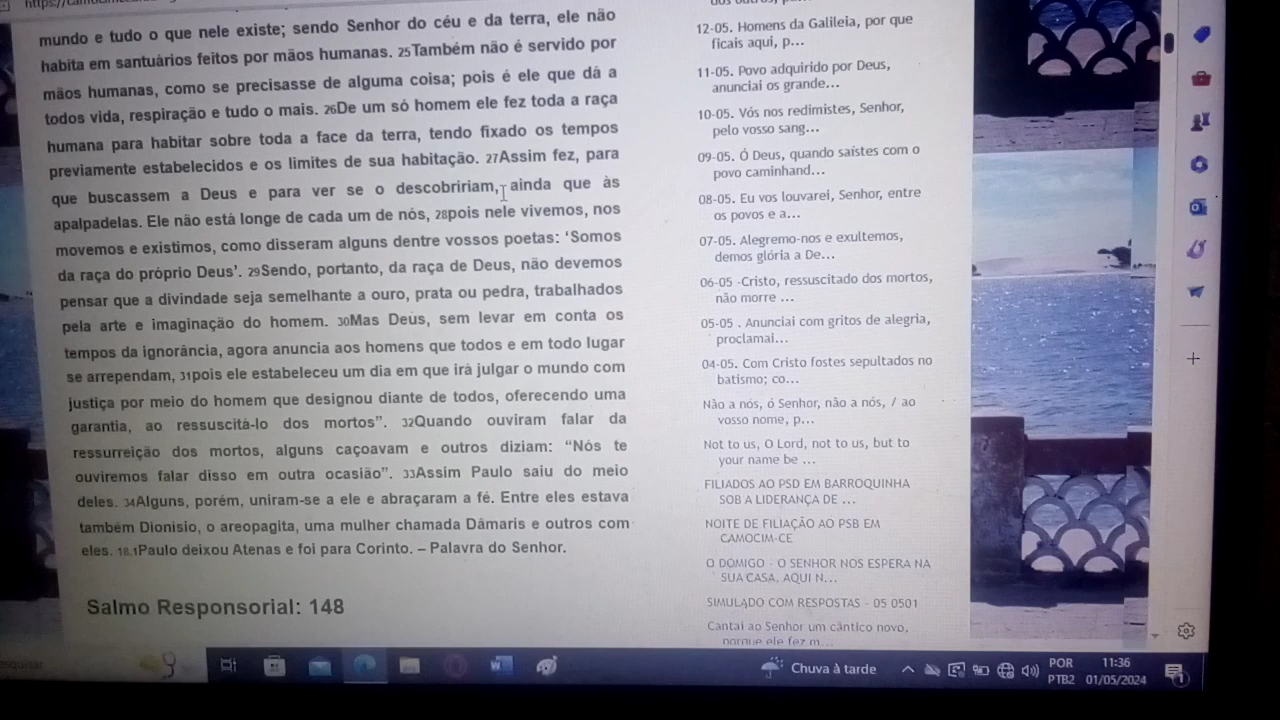 mundo e tudo o que nele existe; sendo Senhor do céu e da terra, ele não
habita em santuários feitos por mãos humanas. 25Também não é servido por
mãos humanas, como se precisasse de alguma coisa; pois é ele que dá a
todos vida, respiração e tudo o mais. 26De um só homem ele fez toda a raça
humana para habitar sobre toda a face da terra, tendo fixado os tempos
previamente estabelecidos e os limites de sua habitação. 27Assim fez, para
que buscassem a Deus e para ver se o descobririam, ainda que às
apalpadelas. Ele não está longe de cada um de nós, 28pois nele vivemos, nos
movemos e existimos, como disseram alguns dentre vossos poetas: ‘Somos
da raça do próprio Deus’. 29Sendo, portanto, da raça de Deus, não devemos
pensar que a divindade seja semelhante a ouro, prata ou pedra, trabalhados
pela arte e imaginação do homem. 30Mas Deus, sem levar em conta os
tempos da ignorância, agora anuncia aos homens que todos e em todo lugar
se arrependam, 31pois ele estabeleceu um dia em que irá julgar o mundo com
justiça por meio do homem que designou diante de todos, oferecendo uma
garantia, ao ressuscitá-lo dos mortos”. 32Quando ouviram falar da
ressurreição dos mortos, alguns caçoavam e outros diziam: “Nós te
ouviremos falar disso em outra ocasião”. 33Assim Paulo saiu do meio
deles. 34Alguns, porém, uniram-se a ele e abraçaram a fé. Entre eles estava
também Dionísio, o areopagita, uma mulher chamada Dâmaris e outros com
eles. 18,1Paulo deixou Atenas e foi para Corinto. – Palavra do Senhor.
Salmo Responsorial: 148
12-05. Homens da Galileia, por que
ficais aqui, p...
11-05. Povo adquirido por Deus,
anunciai os grande...
10-05. Vós nos redimistes, Senhor,
pelo vosso sang...
09-05. Ó Deus, quando saístes com o
povo caminhand...
08-05. Eu vos louvarei, Senhor, entre
os povos e a...
07-05. Alegremo-nos e exultemos,
demos glória a De...
06-05 -Cristo, ressuscitado dos mortos,
não morre ...
05-05 . Anunciai com gritos de alegria,
proclamai...
04-05. Com Cristo fostes sepultados no
batismo; co...
Não a nós, ó Senhor, não a nós, / ao
vosso nome, p...
Not to us, O Lord, not to us, but to
your name be ...
FILIADOS AO PSD EM BARROQUINHA
SOB A LIDERANÇA DE ...
NOITE DE FILIAÇÃO AO PSB EM
CAMOCIM-CE
O DOMIGO - O SENHOR NOS ESPERA NA
SUA CASA, AQUI N...
SIMULADO COM RESPOSTAS - 05 0501
Cantai ao Senhor um cântico novo,
porque ele fez m...
Chuva à tarde
POR
PTB2
11:36
01/05/2024
1